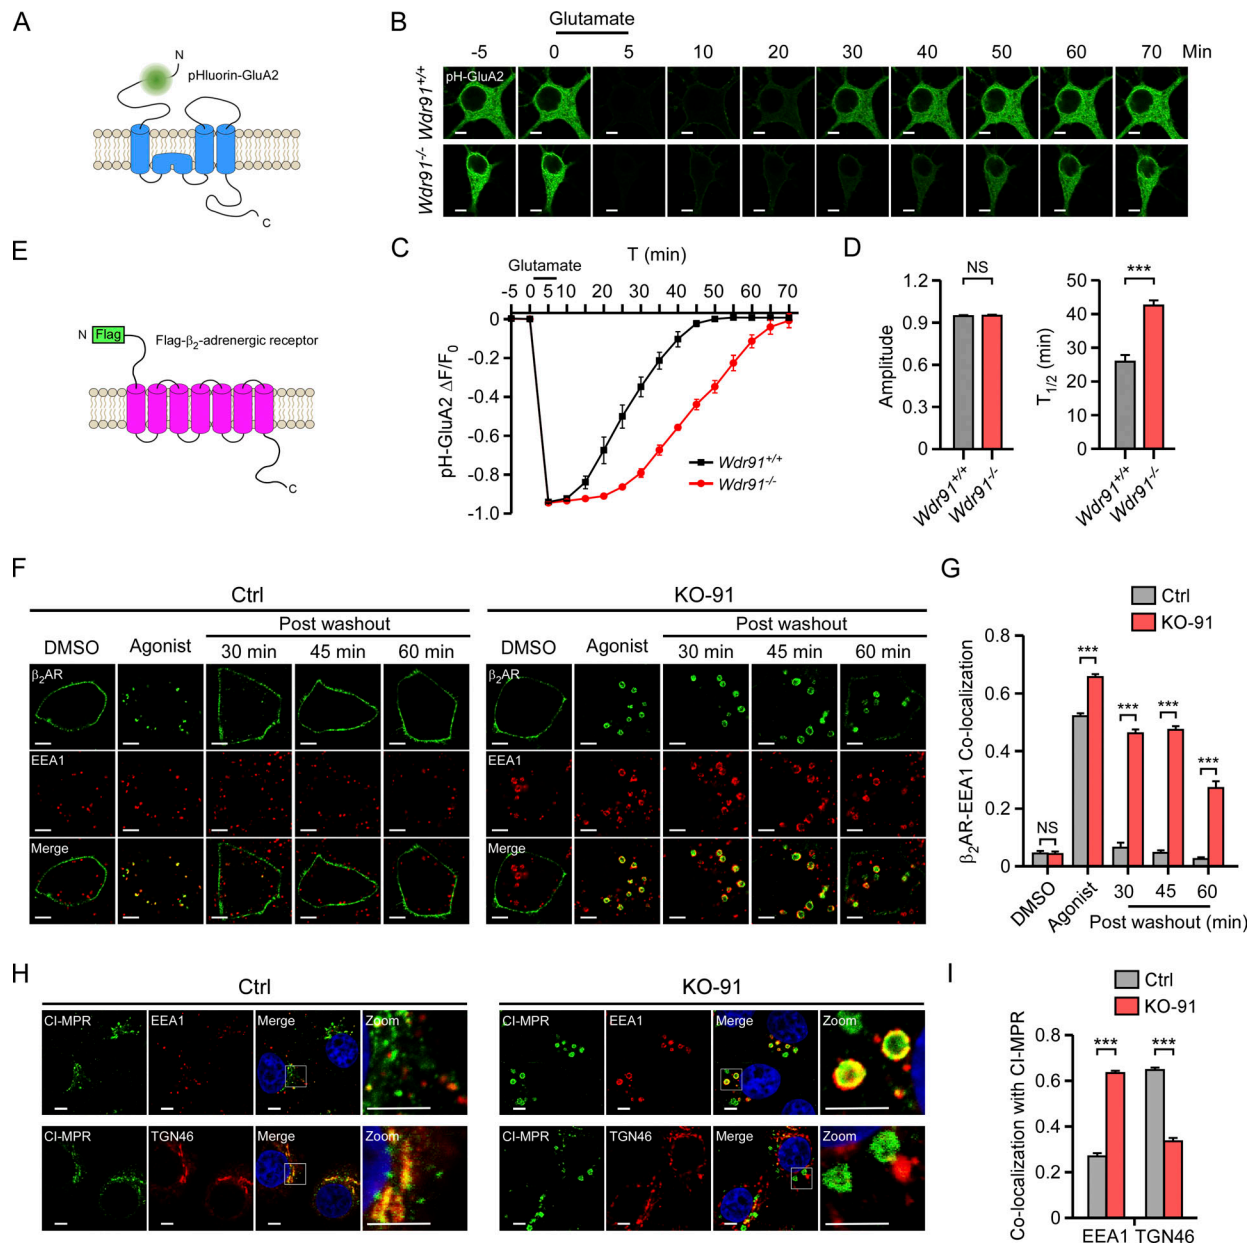 A
N
pHluorin-GluA2
C
B
Glutamate
-5 0 5 10 20 30 40 50 60 70 Min
pH-GluA2
Wdr91+/+
Wdr91-/-
E
N Flag
Flag-β2-adrenergic receptor
C
C
T (min)
Glutamate
-5 0 5 10 20 30 40 50 60 70
0
-0.2
-0.4
-0.6
-0.8
-1.0
pH-GluA2 ΔF/F0
Wdr91+/+
Wdr91-/-
D
NS
1.2
0.9
0.6
0.3
0
Amplitude
Wdr91+/+
Wdr91-/-
***
50
40
30
20
10
0
T1/2 (min)
Wdr91+/+
Wdr91-/-
F
Ctrl
Post washout
DMSO Agonist 30 min 45 min 60 min
β2AR
EEA1
Merge
KO-91
Post washout
DMSO Agonist 30 min 45 min 60 min
β2AR
EEA1
Merge
G
Ctrl
KO-91
0.8
0.6
0.4
0.2
0
β2AR-EEA1 Co-localization
NS *** *** *** ***
DMSO Agonist 30 45 60
Post washout (min)
H
Ctrl
CI-MPR EEA1 Merge Zoom
CI-MPR TGN46 Merge Zoom
KO-91
CI-MPR EEA1 Merge Zoom
CI-MPR TGN46 Merge Zoom
I
Ctrl
KO-91
0.8
0.6
0.4
0.2
0
Co-localization with CI-MPR
*** ***
EEA1 TGN46